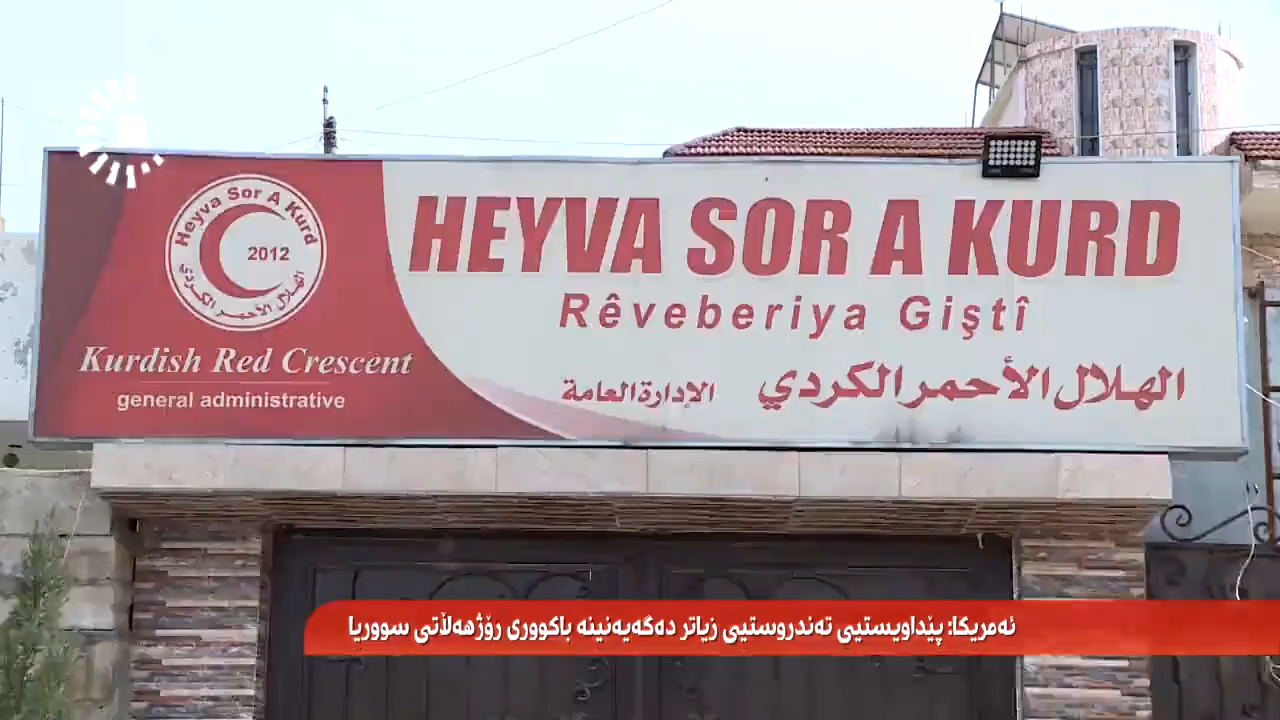 Heyva Sor A Kurd
2012
الهلال الأحمر الكردي
Kurdish Red Crescent
general administrative
HEYVA SOR A KURD
Rêveberiya Giştî
الهلال الأحمر الكردي الإدارة العامة
ئەمریکا: پێداویستیی تەندروستیی زیاتر دەگەیەنینە باکووری رۆژهەڵاتی سووریا